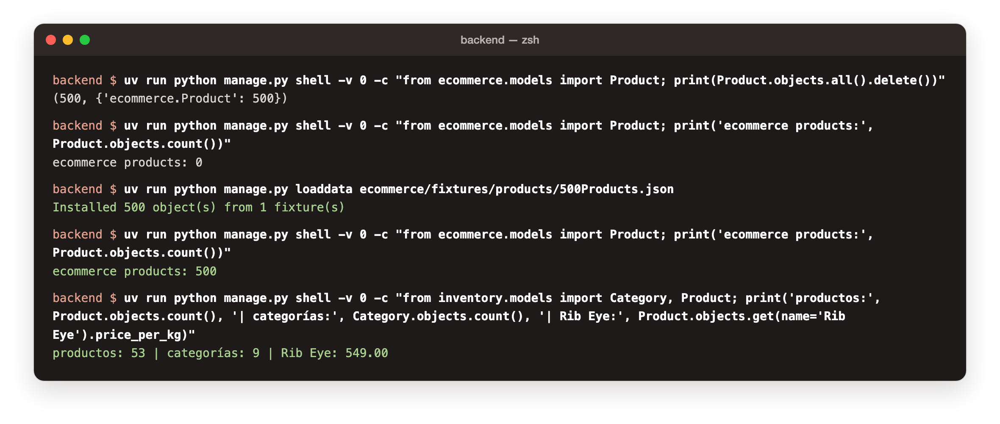 backend — zsh
backend $ uv run python manage.py shell -v 0 -c "from ecommerce.models import Product; print(Product.objects.all().delete())"
(500, {'ecommerce.Product': 500})
backend $ uv run python manage.py shell -v 0 -c "from ecommerce.models import Product; print('ecommerce products:',
Product.objects.count())"
ecommerce products: 0
backend $ uv run python manage.py loaddata ecommerce/fixtures/products/500Products.json
Installed 500 object(s) from 1 fixture(s)
backend $ uv run python manage.py shell -v 0 -c "from ecommerce.models import Product; print('ecommerce products:',
Product.objects.count())"
ecommerce products: 500
backend $ uv run python manage.py shell -v 0 -c "from inventory.models import Category, Product; print('productos:',
Product.objects.count(), '| categorías:', Category.objects.count(), '| Rib Eye:', Product.objects.get(name='Rib
Eye').price_per_kg)"
productos: 53 | categorías: 9 | Rib Eye: 549.00